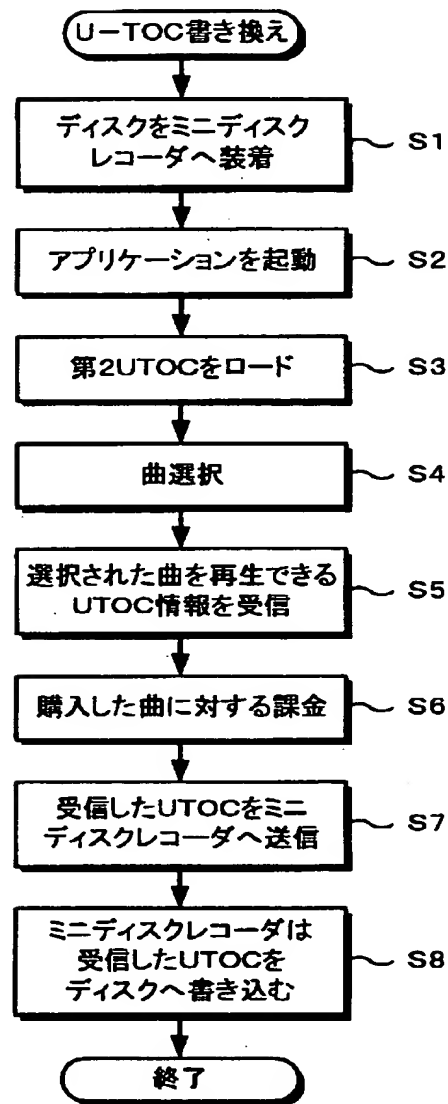 U-TOC書き換え
ディスクをミニディスク
レコーダへ装着
S1
アプリケーションを起動
S2
第2UTOCをロード
S3
曲選択
S4
選択された曲を再生できる
UTOC情報を受信
S5
購入した曲に対する課金
S6
受信したUTOCをミニ
ディスクレコーダへ送信
S7
ミニディスクレコーダは
受信したUTOCを
ディスクへ書き込む
S8
終了